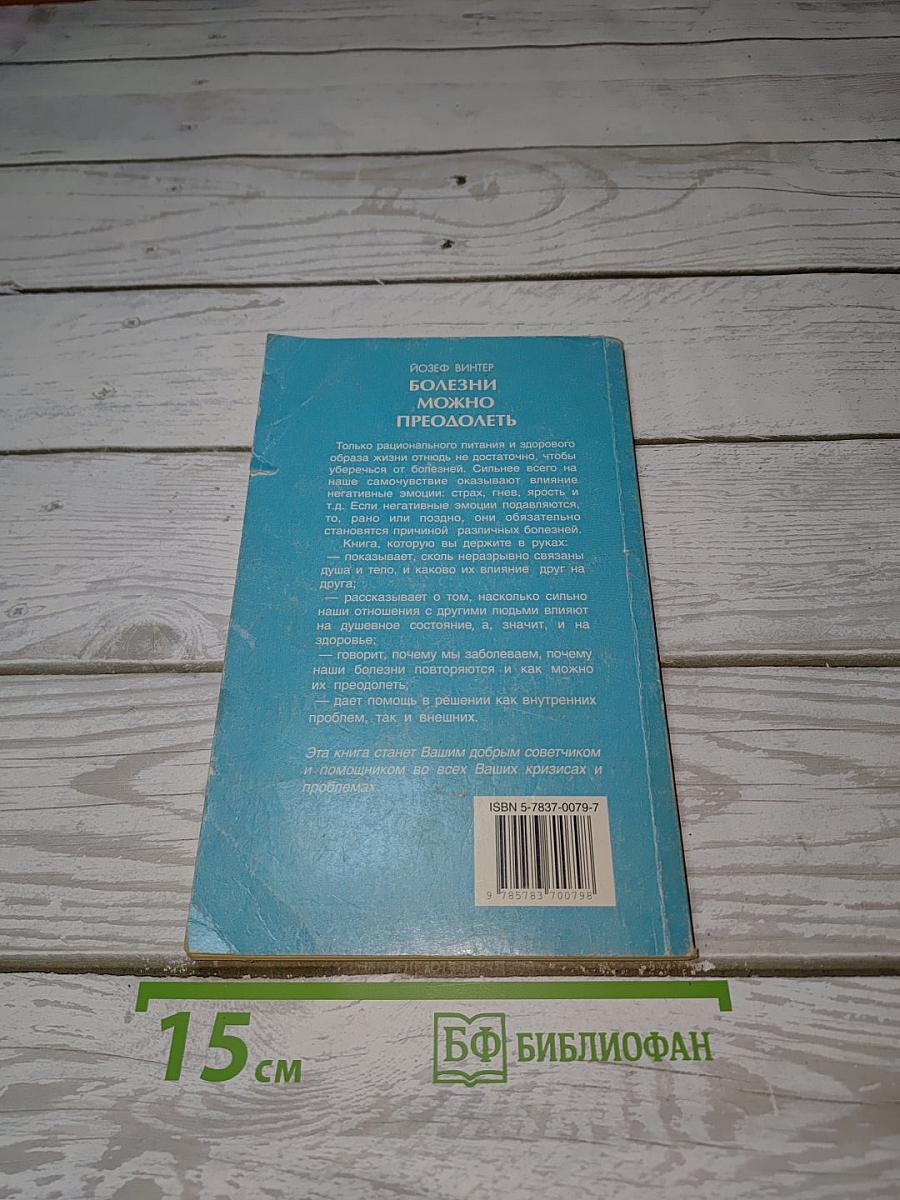 ЙОЗЕФ ВИНТЕР
БОЛЕЗНИ
МОЖНО
ПРЕОДОЛЕТЬ
Только рационального питания и здорового
образа жизни отнюдь не достаточно, чтобы
уберечься от болезней. Сильнее всего на
наше самочувствие оказывают влияние
негативные эмоции: страх, гнев, ярость и
т.д. Если негативные эмоции подавляются,
то, рано или поздно, они обязательно
становятся причиной различных болезней.
Книга, которую вы держите в руках:
— показывает, сколь неразрывно связаны
душа и тело, и каково их влияние друг на
друга;
— рассказывает о том, насколько сильно
наши отношения с другими людьми влияют
на душевное состояние, а, значит, и на
здоровье;
— говорит, почему мы заболеваем, почему
наши болезни повторяются и как можно
их преодолеть;
— дает помощь в решении как внутренних
проблем, так и внешних.
Эта книга станет Вашим добрым советчиком
и помощником во всех Ваших кризисах и
проблемах.
ISBN 5-7837-0079-7
9 785783 700798
15 см
БФ БИБЛИОФАН